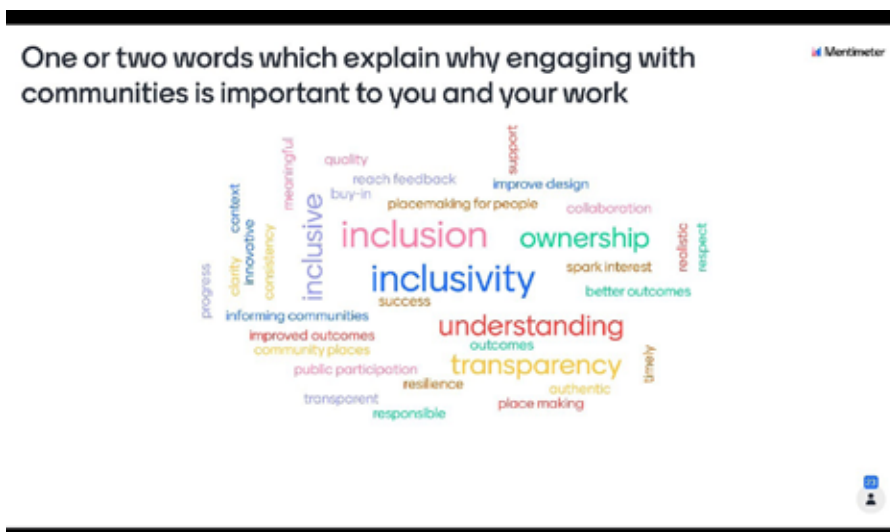 One or two words which explain why engaging with
communities is important to you and your work
Mentimeter
support
meaningful
quality
reach feedback
improve design
buy-in
placemaking for people
collaboration
context
innovative
inclusive
inclusion
ownership
realistic
respect
clarity
consistency
progress
inclusivity
spark interest
better outcomes
success
informing communities
understanding
improved outcomes
outcomes
community places
transparency
timely
public participation
resilience
authentic
transparent
place making
responsible
23